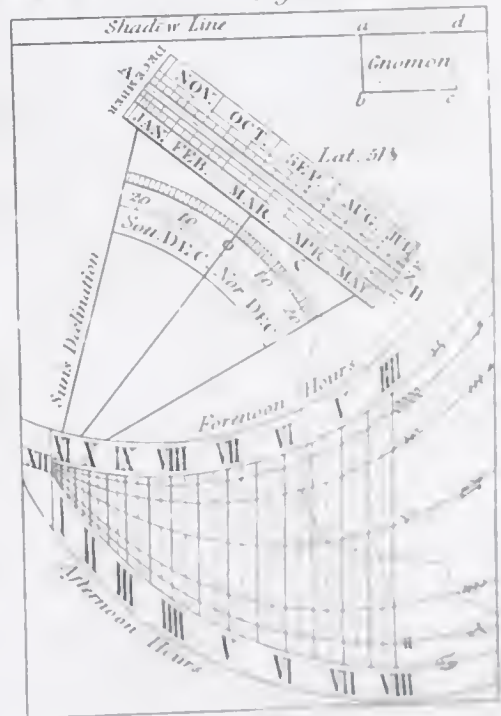 Shadow Line
a d
Gnomon
b c
Lat. 51½
DECEMBER
NOV. OCT. SEP. AUG. JUL
JAN. FEB. MAR. APR. MAY
A
B
C
20 10 0 10 20
Sou. DEC Nor DEC
Suns Declination
Forenoon Hours
XII XI X IX VIII VII VI V IIII
I II III IIII V VI VII VIII
Afternoon Hours